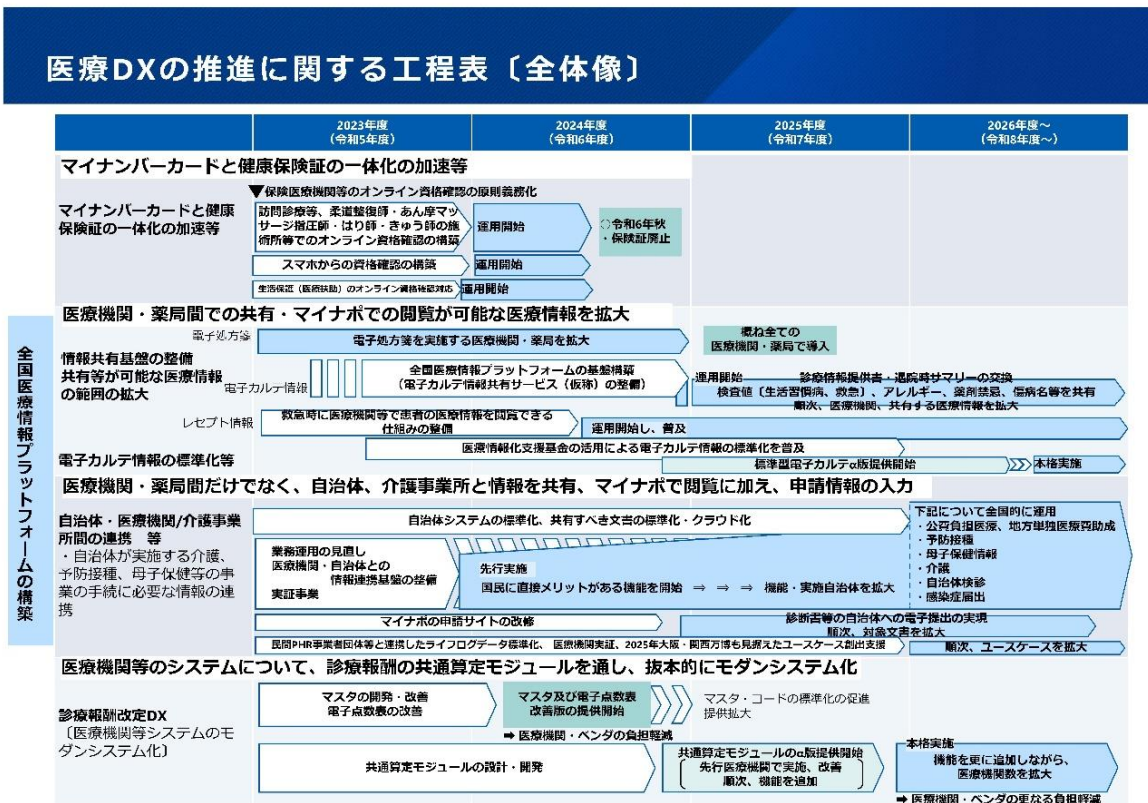 医療DXの推進に関する工程表〔全体像〕
2023年度
（令和5年度）
2024年度
（令和6年度）
2025年度
（令和7年度）
2026年度～
（令和8年度～）
全国医療情報プラットフォームの構築
マイナンバーカードと健康保険証の一体化の加速等
▼保険医療機関等のオンライン資格確認の原則義務化
マイナンバーカードと健康
保険証の一体化の加速等
訪問診療等、柔道整復師・あん摩マッ
サージ指圧師・はり師・きゅう師の施
術所等でのオンライン資格確認の構築
運用開始
○令和6年秋
・保険証廃止
スマホからの資格確認の構築
運用開始
生活保護（医療扶助）のオンライン資格確認対応
運用開始
医療機関・薬局間での共有・マイナポでの閲覧が可能な医療情報を拡大
電子処方箋
電子処方箋を実施する医療機関・薬局を拡大
概ね全ての
医療機関・薬局で導入
情報共有基盤の整備
共有等が可能な医療情報
の範囲の拡大
電子カルテ情報
全国医療情報プラットフォームの基盤構築
（電子カルテ情報共有サービス（仮称）の整備）
運用開始
診療情報提供書・退院時サマリーの交換
検査値〔生活習慣病、救急〕、アレルギー、薬剤禁忌、傷病名等を共有
順次、医療機関、共有する医療情報を拡大
レセプト情報
救急時に医療機関等で患者の医療情報を閲覧できる
仕組みの整備
運用開始し、普及
医療情報化支援基金の活用による電子カルテ情報の標準化を普及
電子カルテ情報の標準化等
標準型電子カルテα版提供開始
本格実施
医療機関・薬局間だけでなく、自治体、介護事業所と情報を共有、マイナポで閲覧に加え、申請情報の入力
自治体・医療機関/介護事業
所間の連携 等
・自治体が実施する介護、
予防接種、母子保健等の事
業の手続に必要な情報の連
携
自治体システムの標準化、共有すべき文書の標準化・クラウド化
業務運用の見直し
医療機関・自治体との
情報連携基盤の整備
実証事業
先行実施
国民に直接メリットがある機能を開始 ⇒ ⇒ ⇒ 機能・実施自治体を拡大
下記について全国的に運用
・公費負担医療、地方単独医療費助成
・予防接種
・母子保健情報
・介護
・自治体検診
・感染症届出
マイナポの申請サイトの改修
診断書等の自治体への電子提出の実現
順次、対象文書を拡大
民間PHR事業者団体等と連携したライフログデータ標準化、医療機関実証、2025年大阪・関西万博も見据えたユースケース創出支援
順次、ユースケースを拡大
医療機関等のシステムについて、診療報酬の共通算定モジュールを通し、抜本的にモダンシステム化
診療報酬改定DX
〔医療機関等システムのモ
ダンシステム化〕
マスタの開発・改善
電子点数表の改善
マスタ及び電子点数表
改善版の提供開始
マスタ・コードの標準化の促進
提供拡大
➡ 医療機関・ベンダの負担軽減
共通算定モジュールの設計・開発
共通算定モジュールのα版提供開始
先行医療機関で実施、改善
順次、機能を追加
本格実施
機能を更に追加しながら、
医療機関数を拡大
➡ 医療機関・ベンダの更なる負担軽減